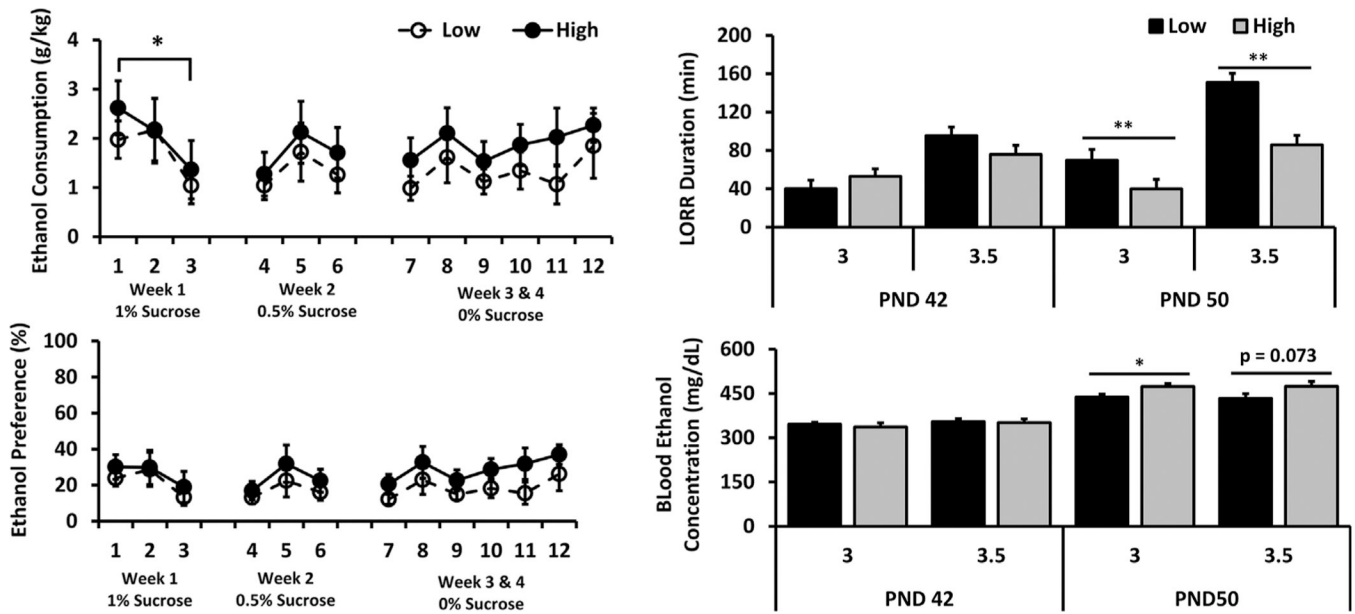 Ethanol Consumption (g/kg)
4
3
2
1
0
*
Low
High
1 2 3 4 5 6 7 8 9 10 11 12
Week 1
1% Sucrose
Week 2
0.5% Sucrose
Week 3 & 4
0% Sucrose
Ethanol Preference (%)
100
80
60
40
20
0
1 2 3 4 5 6 7 8 9 10 11 12
Week 1
1% Sucrose
Week 2
0.5% Sucrose
Week 3 & 4
0% Sucrose
LORR Duration (min)
200
160
120
80
40
0
Low
High
**
**
3 3.5 3 3.5
PND 42 PND 50
BLood Ethanol
Concentration (mg/dL)
600
450
300
150
0
*
p = 0.073
3 3.5 3 3.5
PND 42 PND50